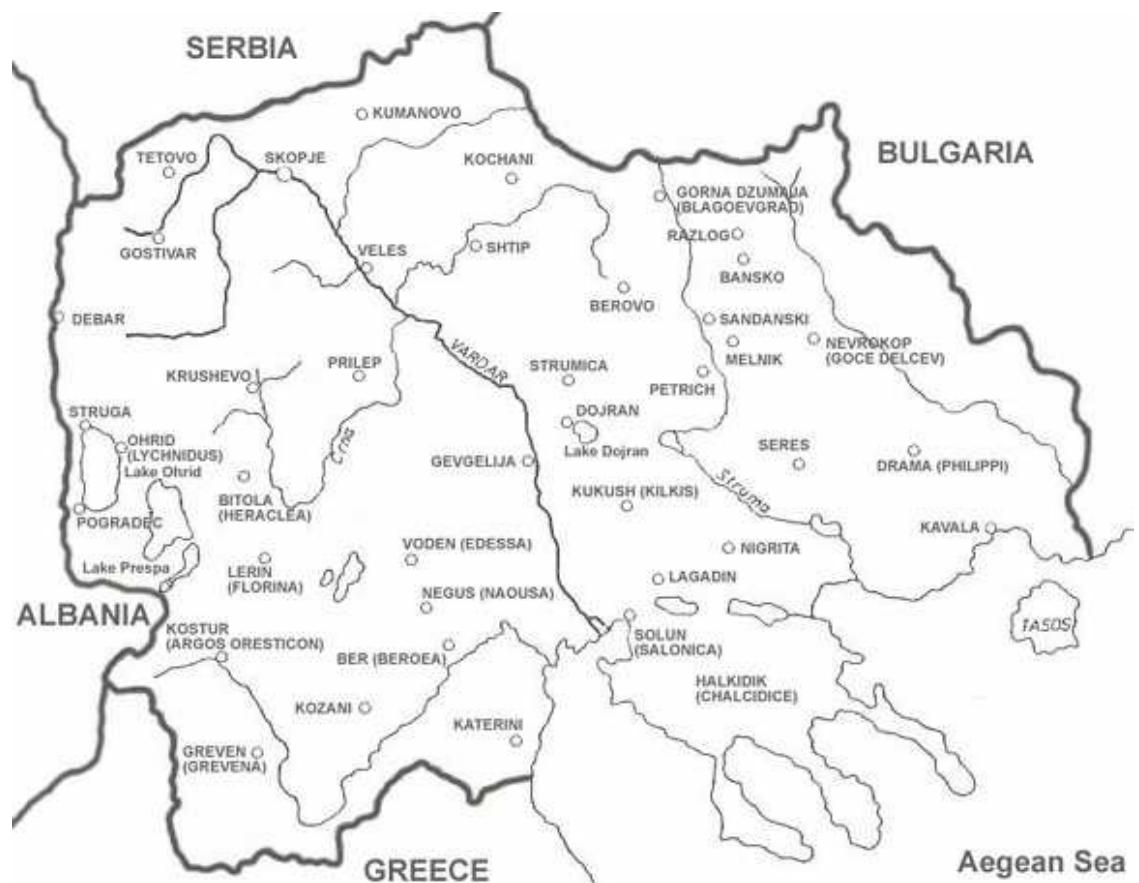 SERBIA
KUMANOVO
BULGARIA
TETOVO
SKOPJE
KOCHANI
GORNA DZUMAIJA
(BLAGOEVGRAD)
RAZLOG
GOSTIVAR
VELES
SHTIP
BANSKO
BEROVO
DEBAR
SANDANSKI
NEVROKOP
(GOCE DELCEV)
MELNIK
VARDAR
PRILEP
STRUMICA
KRUSHEVO
PETRICH
STRUGA
DOJRAN
OHRID
(LYCHNIDUS)
Lake Ohrid
Crna
Lake Dojran
GEVGELIJA
SERES
DRAMA (PHILIPPI)
BITOLA
(HERACLEA)
Struma
KUKUSH (KILKIS)
POGRADEC
KAVALA
VODEN (EDESSA)
NIGRITA
Lake Prespa
LERIN
(FLORINA)
LAGADIN
NEGUS (NAOUSA)
ALBANIA
TASOS
KOSTUR
(ARGOS ORESTICON)
SOLUN
(SALONICA)
BER (BEROEA)
HALKIDIK
(CHALCIDICE)
KOZANI
KATERINI
GREVEN
(GREVENA)
GREECE
Aegean Sea